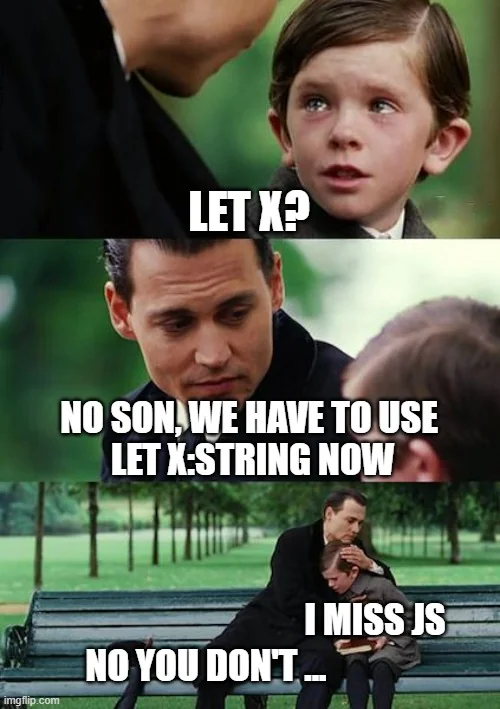 LET X?
NO SON, WE HAVE TO USE
LET X:STRING NOW
I MISS JS
NO YOU DON'T ...
imgflip.com